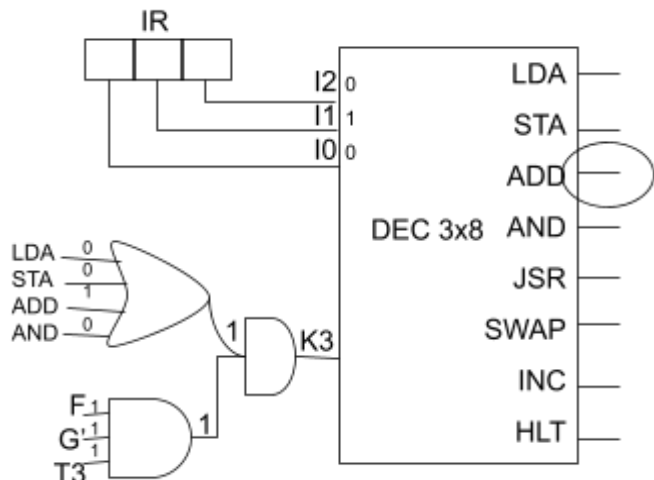 IR
I2 0
I1 1
I0 0
LDA
STA
ADD
AND
JSR
SWAP
INC
HLT
DEC 3x8
LDA 0
STA 0
ADD 1
AND 0
1
K3
F 1
G' 1
T3 1
1